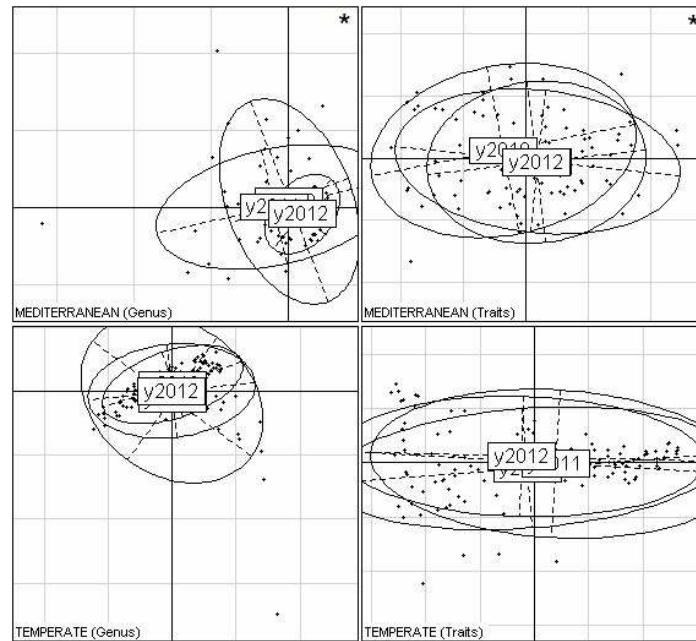 *
*
y2012
MEDITERRANEAN (Genus)
y2012
MEDITERRANEAN (Traits)
y2012
TEMPERATE (Genus)
y2012
TEMPERATE (Traits)